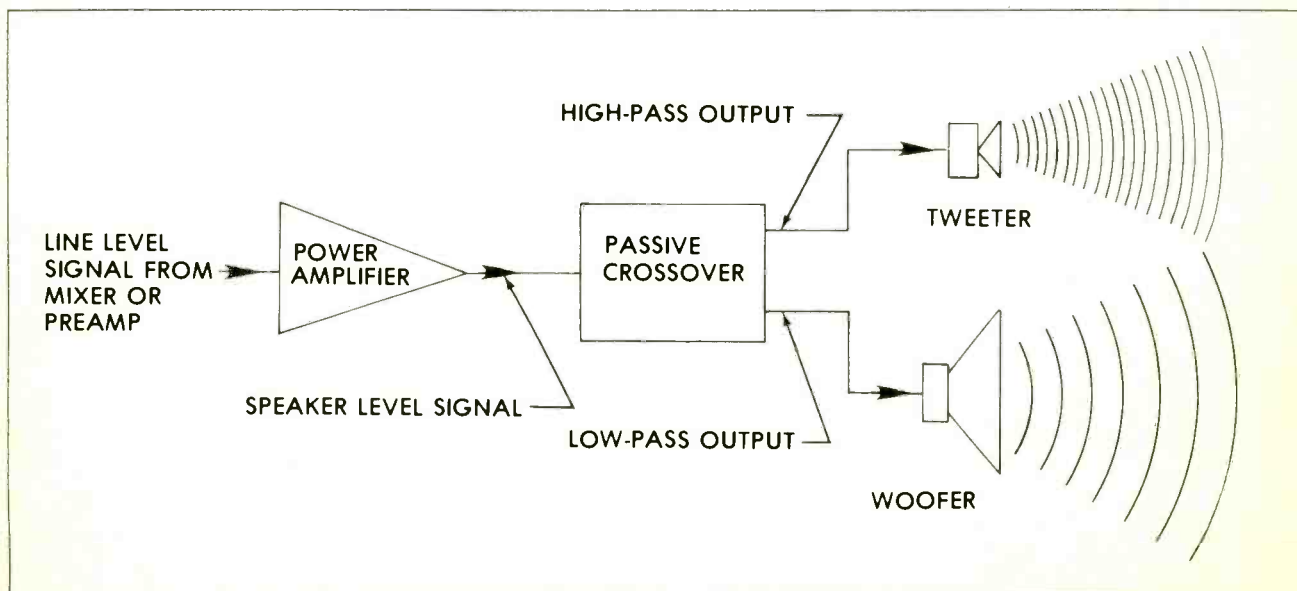 HIGH-PASS OUTPUT
TWEETER
LINE LEVEL
SIGNAL FROM
MIXER OR
PREAMP
POWER
AMPLIFIER
PASSIVE
CROSSOVER
SPEAKER LEVEL SIGNAL
LOW-PASS OUTPUT
WOOFER